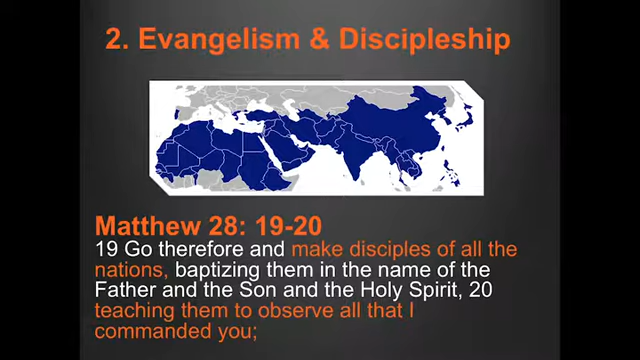 2. Evangelism & Discipleship
Matthew 28: 19-20
19 Go therefore and make disciples of all the
nations, baptizing them in the name of the
Father and the Son and the Holy Spirit, 20
teaching them to observe all that I
commanded you;